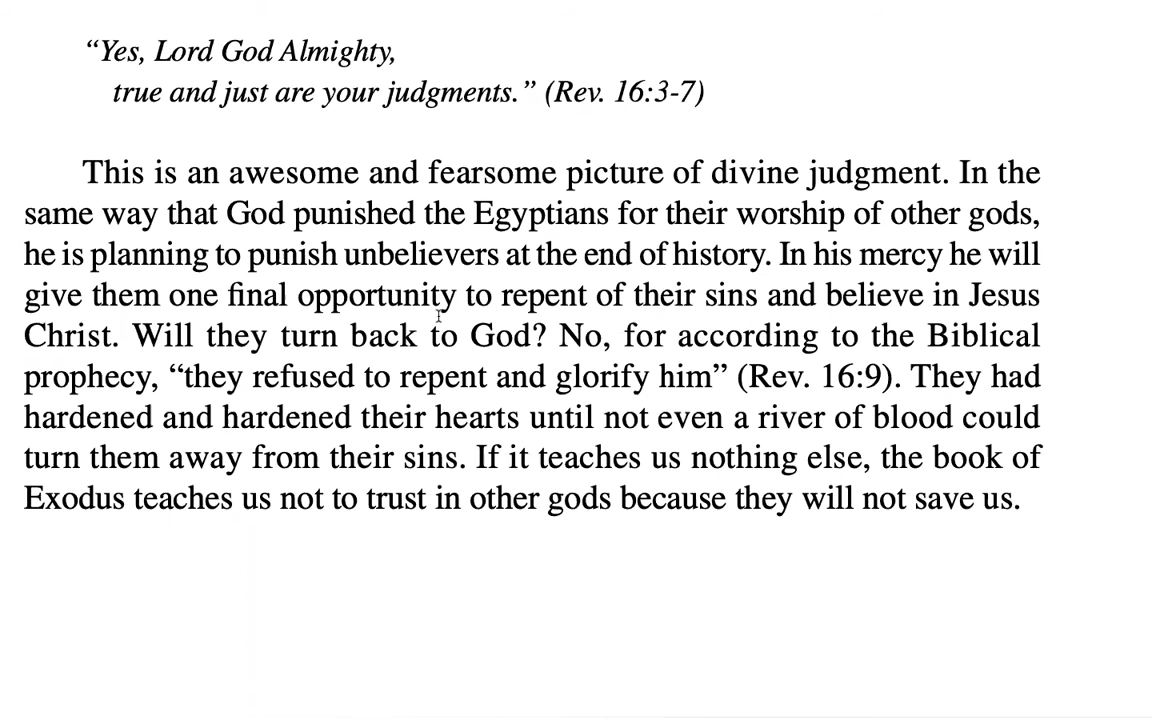 “Yes, Lord God Almighty,
true and just are your judgments.” (Rev. 16:3-7)
This is an awesome and fearsome picture of divine judgment. In the
same way that God punished the Egyptians for their worship of other gods,
he is planning to punish unbelievers at the end of history. In his mercy he will
give them one final opportunity to repent of their sins and believe in Jesus
Christ. Will they turn back to God? No, for according to the Biblical
prophecy, “they refused to repent and glorify him” (Rev. 16:9). They had
hardened and hardened their hearts until not even a river of blood could
turn them away from their sins. If it teaches us nothing else, the book of
Exodus teaches us not to trust in other gods because they will not save us.